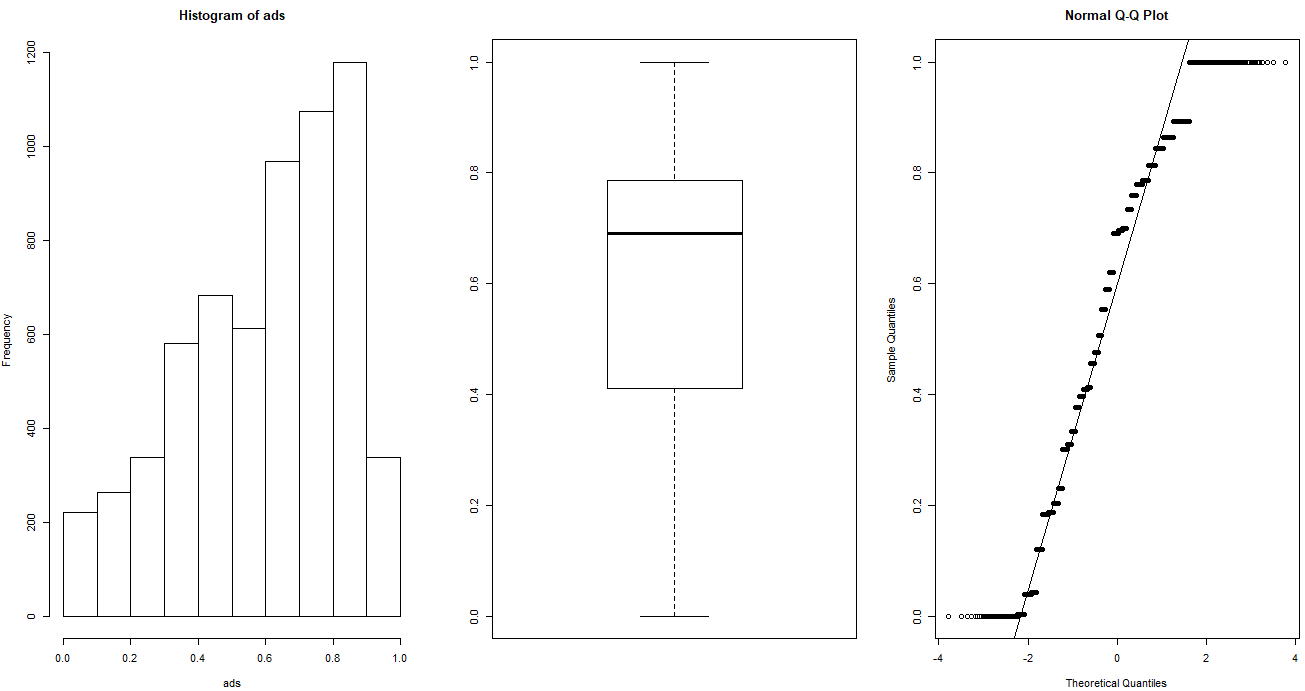 Histogram of ads
Frequency
1200
1000
800
600
400
200
0
0.0 0.2 0.4 0.6 0.8 1.0
ads
1.0
0.8
0.6
0.4
0.2
0.0
Normal Q-Q Plot
Sample Quantiles
1.0
0.8
0.6
0.4
0.2
0.0
-4 -2 0 2 4
Theoretical Quantiles